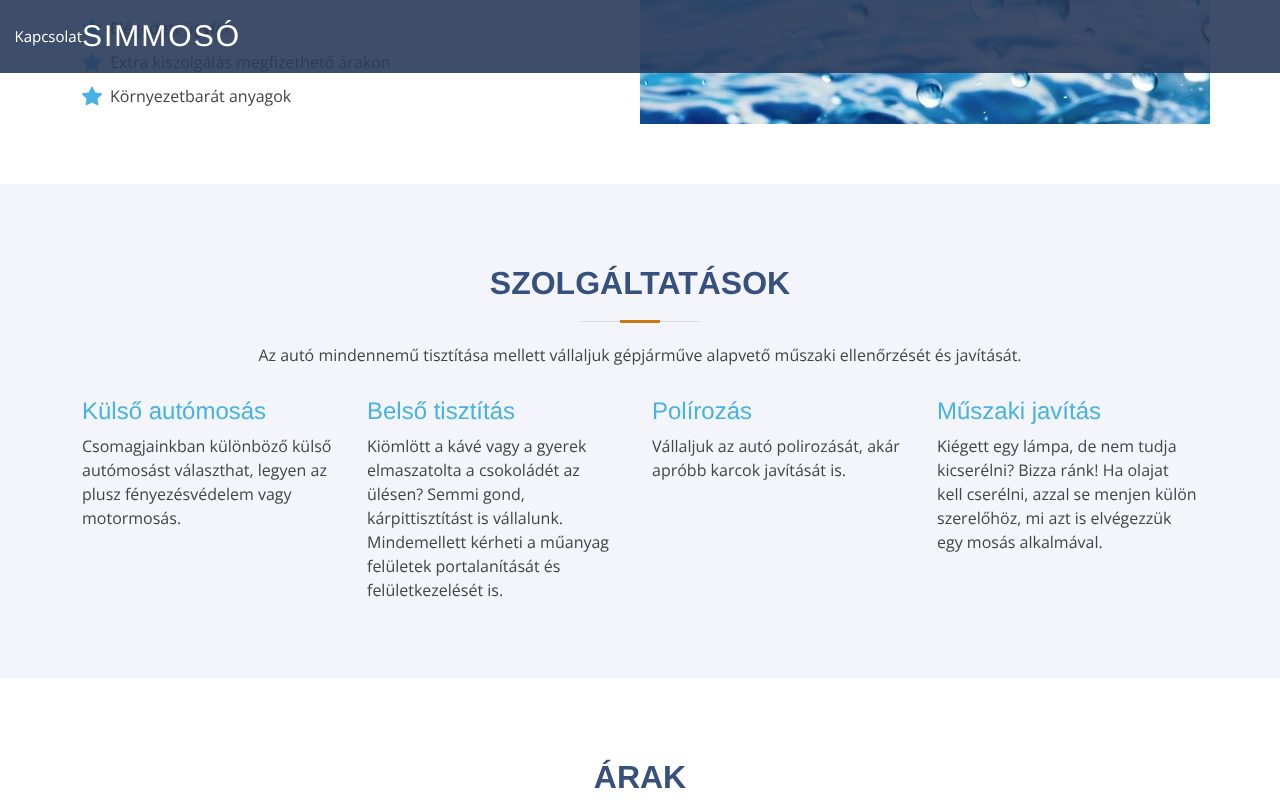 Kapcsolat SIMMOSÓ
Extra kiszolgálás megfizethető árakon
Környezetbarát anyagok
SZOLGÁLTATÁSOK
Az autó mindennemű tisztítása mellett vállaljuk gépjárműve alapvető műszaki ellenőrzését és javítását.
Külső autómosás
Csomagjainkban különböző külső
autómosást választhat, legyen az
plusz fényezésvédelem vagy
motormosás.
Belső tisztítás
Kiömlött a kávé vagy a gyerek
elmaszatolta a csokoládét az
ülésen? Semmi gond,
kárpittisztítást is vállalunk.
Mindemellett kérheti a műanyag
felületek portalanítását és
felületkezelését is.
Polírozás
Vállaljuk az autó polirozását, akár
apróbb karcok javítását is.
Műszaki javítás
Kiégett egy lámpa, de nem tudja
kicserélni? Bizza ránk! Ha olajat
kell cserélni, azzal se menjen külön
szerelőhöz, mi azt is elvégezzük
egy mosás alkalmával.
ÁRAK